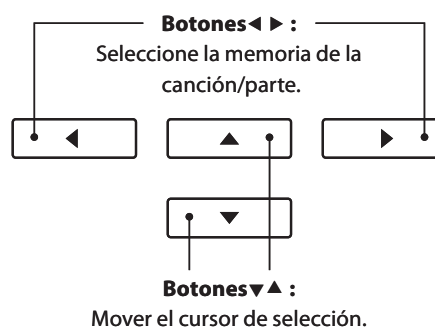 Botones◀ ▶ :
Seleccione la memoria de la
canción/parte.
◀
▲
▶
▼
Botones▼▲ :
Mover el cursor de selección.